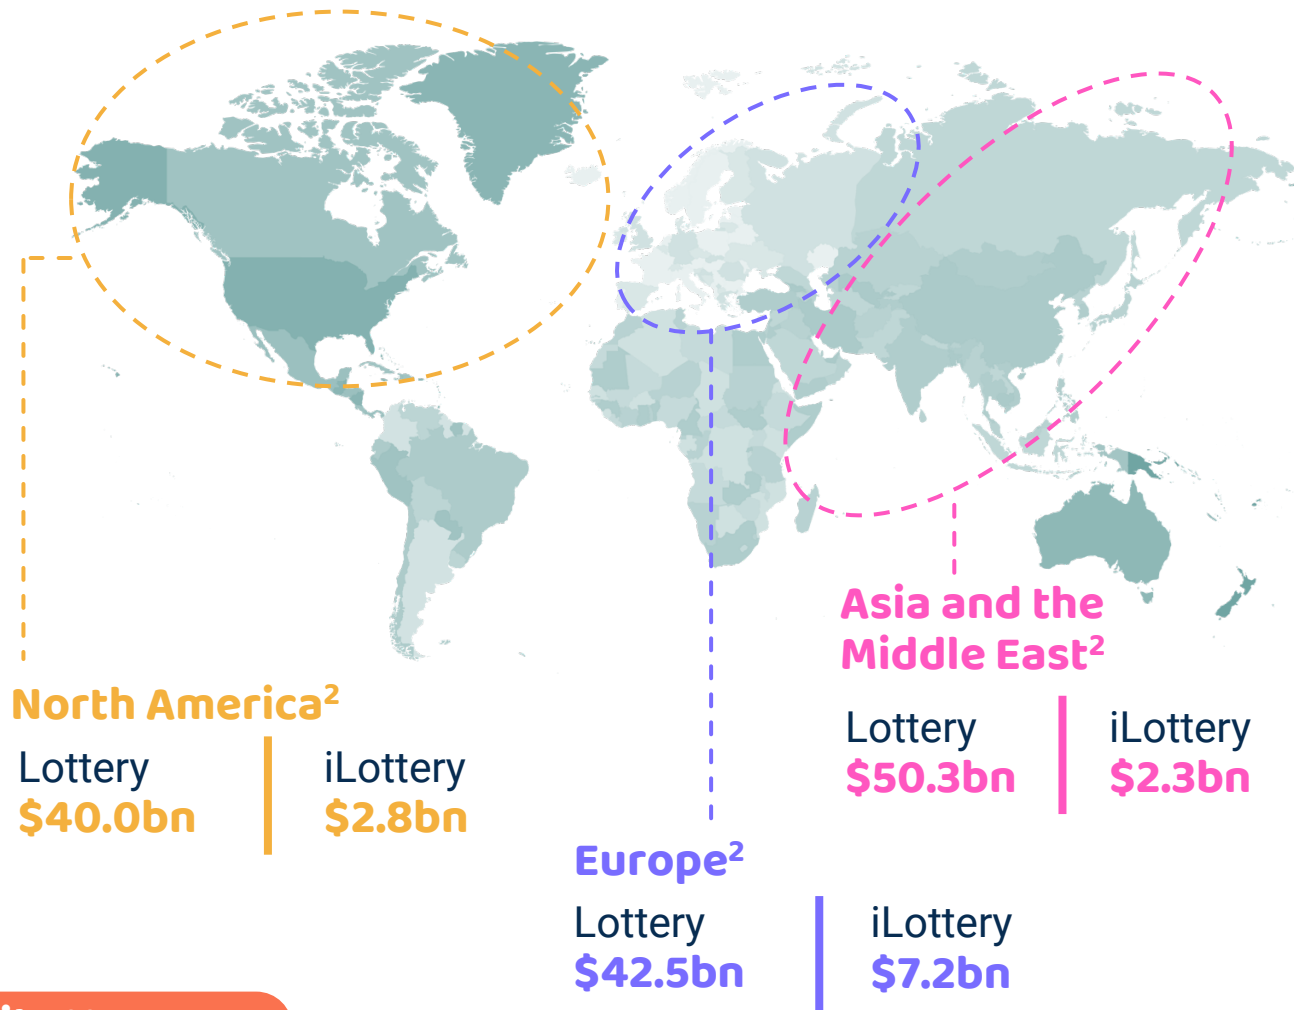 North America²
Lottery
iLottery
$40.0bn
$2.8bn
Asia and the
Middle East²
Lottery
iLottery
$50.3bn
$2.3bn
Europe²
Lottery
iLottery
$42.5bn
$7.2bn